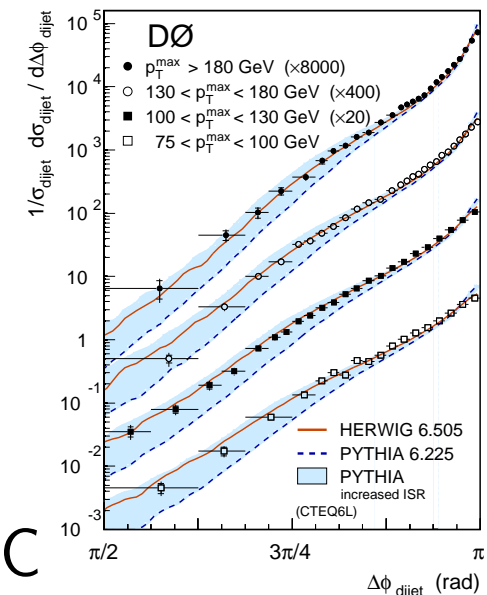 DØ
p_T^max > 180 GeV (×8000)
130 < p_T^max < 180 GeV (×400)
100 < p_T^max < 130 GeV (×20)
75 < p_T^max < 100 GeV
1/σ_dijet dσ_dijet / dΔϕ_dijet
10^5
10^4
10^3
10^2
10
1
10^-1
10^-2
10^-3
HERWIG 6.505
PYTHIA 6.225
PYTHIA
increased ISR
(CTEQ6L)
π/2
3π/4
π
Δϕ_dijet (rad)
C